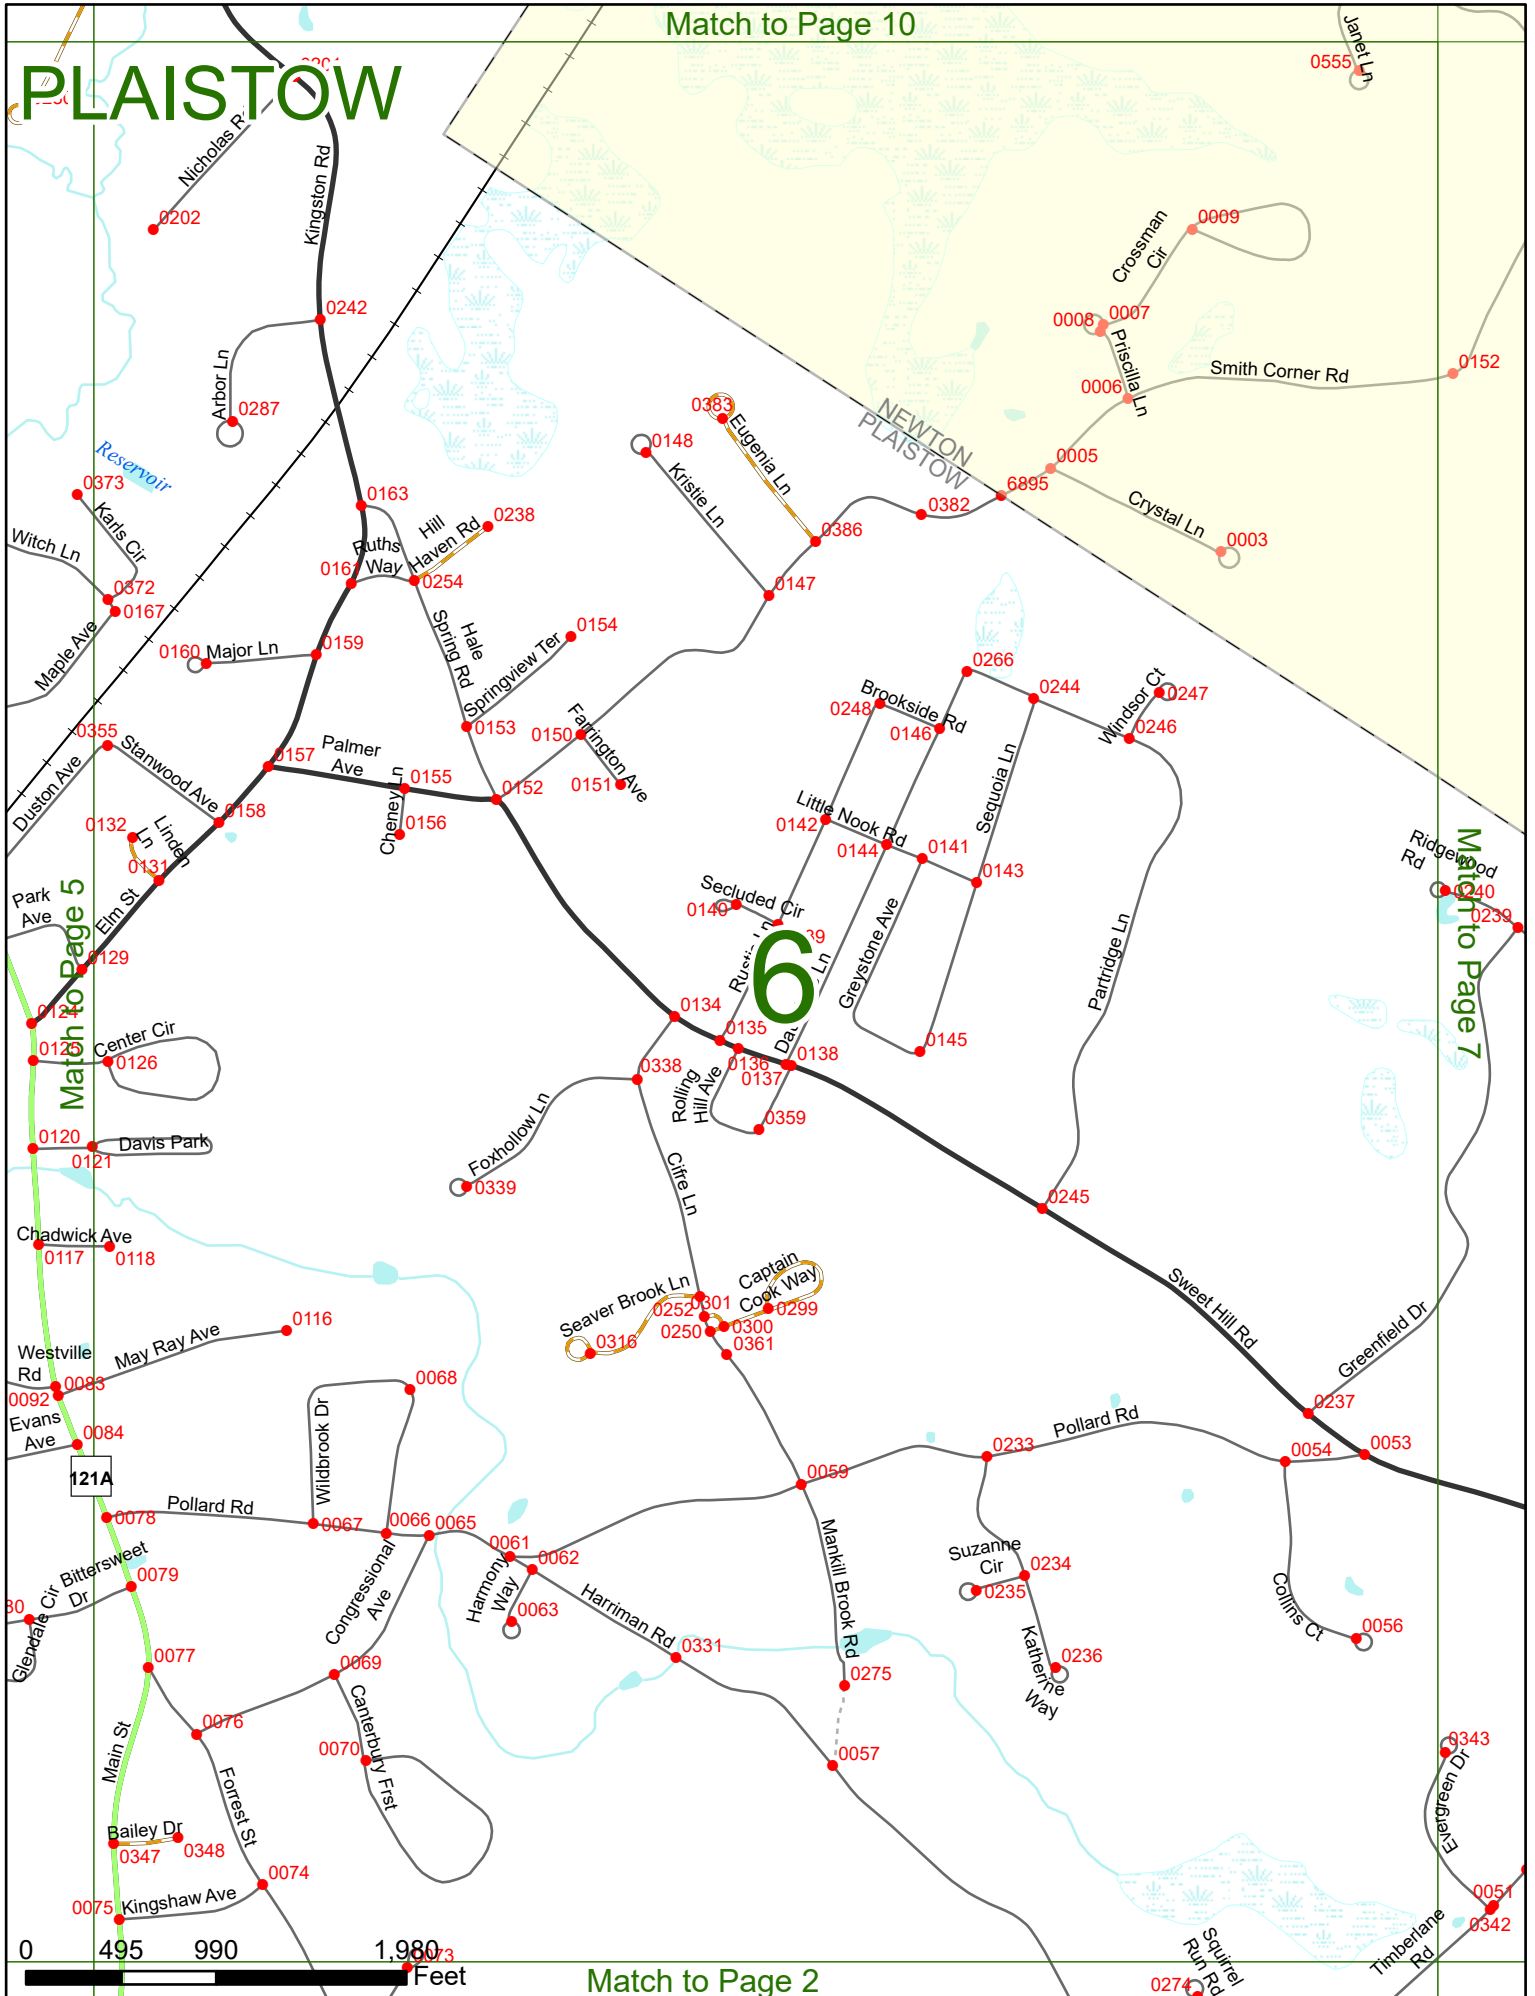 Match to Page 10
PLAISTOW
Janet Ln
0555
Nicholas Rd
Kingston Rd
0202
0009
Crossman
Cir
0242
0007
0008
Priscilla Ln
Smith Corner Rd
0152
0006
Arbor Ln
0287
0383
Eugenia Ln
NEWTON
PLAISTOW
0148
Kristie Ln
0005
Reservoir
0373
Karls Cir
6895
0382
0386
Crystal Ln
0003
0163
Hill
Haven Rd
0238
Witch Ln
Ruths
Way
0161
0254
0372
0167
0147
Maple Ave
Hale
Spring Rd
0154
Springview Ter
0159
0160
Major Ln
0266
0244
Windsor Ct
0247
0248
Brookside Rd
0146
0246
0355
Stanwood Ave
0153
0150
Farrington Ave
0151
Duston Ave
0157
Palmer
Ave
0155
0152
Cheney Ln
0156
0158
Sequoia Ln
Little Nook Rd
0142
0144
0141
0143
0132
Linden
Ln
0131
Ridgewood
Rd
0240
0239
Match to Page 7
Park
Ave
Elm St
Match to Page 5
Secluded Cir
0140
Greystone Ave
Partridge Ln
0129
6
0124
0134
0135
0125
Center Cir
0126
0136
0137
0138
0145
0338
Rolling
Hill Ave
0359
Foxhollow Ln
0120
0121
Davis Park
0339
Cifre Ln
0245
Chadwick Ave
0117
0118
Captain
Cook Way
Seaver Brook Ln
0252
0301
0299
0250
0300
0316
0361
Sweet Hill Rd
Greenfield Dr
0116
May Ray Ave
Westville
Rd
0083
0092
0068
Evans
Ave
0084
121A
Wildbrook Dr
0237
Pollard Rd
0233
0054
0053
0059
Pollard Rd
0078
0067
0066
0065
0061
0062
Mankill Brook Rd
Bittersweet
Dr
0079
Congressional
Ave
Harmony
Way
0063
Suzanne
Cir
0234
0235
Collins Ct
0056
Glendale Cir
Harriman Rd
0331
Katherine
Way
0236
0077
0069
0275
0076
Canterbury Frst
0070
0057
Main St
Forrest St
0343
Evergreen Dr
Bailey Dr
0347
0348
0074
Kingshaw Ave
0075
0051
0342
Timberlane
Rd
Squirrel
Run Rd
0274
0073
0
495
990
1,980
Feet
Match to Page 2